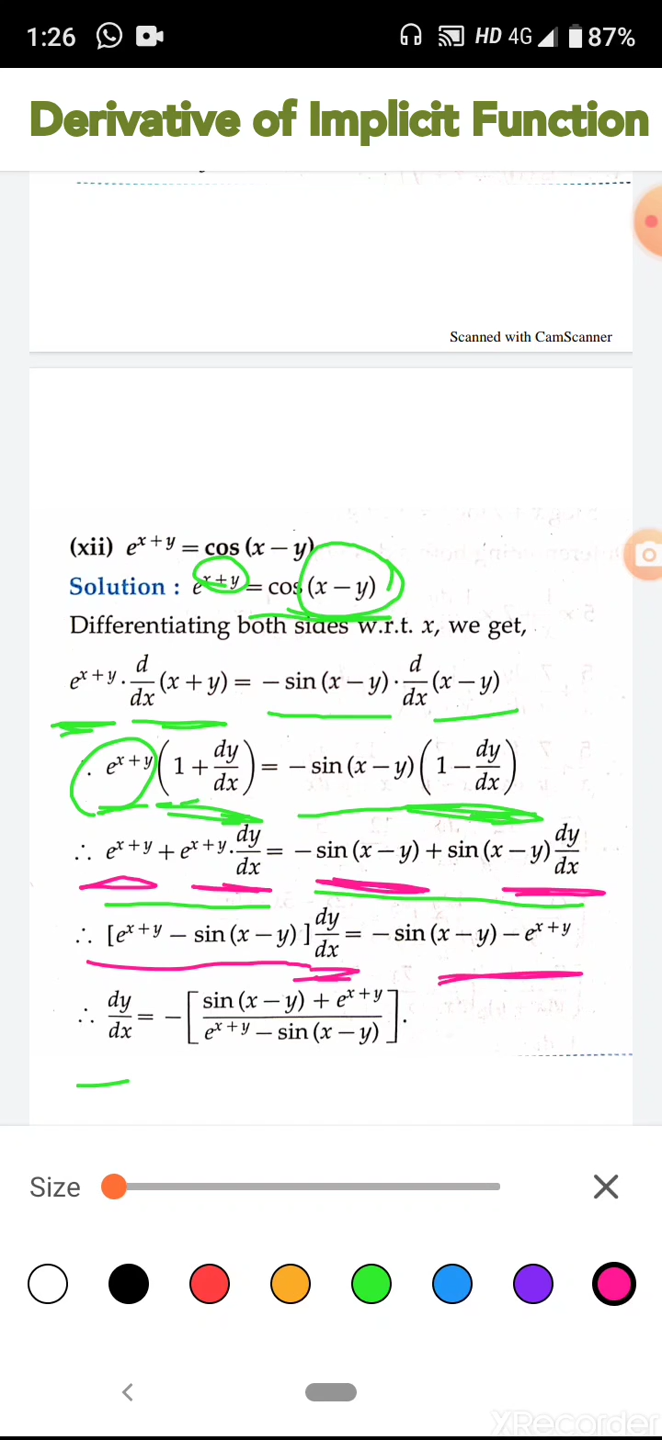 1:26 HD 4G 87%
Derivative of Implicit Function
Scanned with CamScanner
(xii) e^{x + y} = cos (x − y)
Solution : e^{x+y} = cos (x − y)
Differentiating both sides w.r.t. x, we get,
e^{x + y} · d/dx (x + y) = − sin (x − y) · d/dx (x − y)
∴ e^{x + y} (1 + dy/dx) = − sin (x − y) (1 − dy/dx)
∴ e^{x + y} + e^{x + y} · dy/dx = − sin (x − y) + sin (x − y) dy/dx
∴ [e^{x + y} − sin (x − y)] dy/dx = − sin (x − y) − e^{x + y}
∴ dy/dx = − [sin (x − y) + e^{x + y} / e^{x + y} − sin (x − y)].
Size
XRecorder